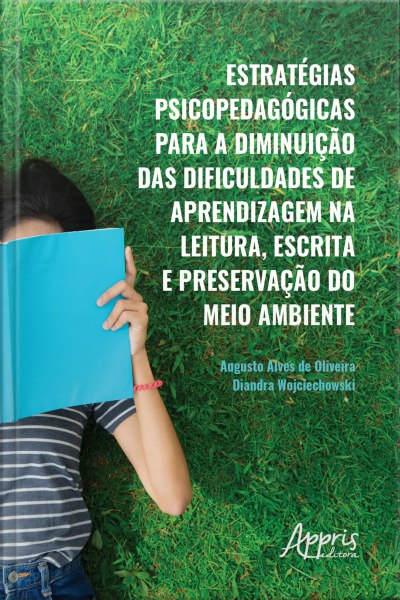 ESTRATÉGIAS
PSICOPEDAGÓGICAS
PARA A DIMINUIÇÃO
DAS DIFICULDADES DE
APRENDIZAGEM NA
LEITURA, ESCRITA
E PRESERVAÇÃO DO
MEIO AMBIENTE
Augusto Alves de Oliveira
Diandra Wojciechowski
Appris
editora